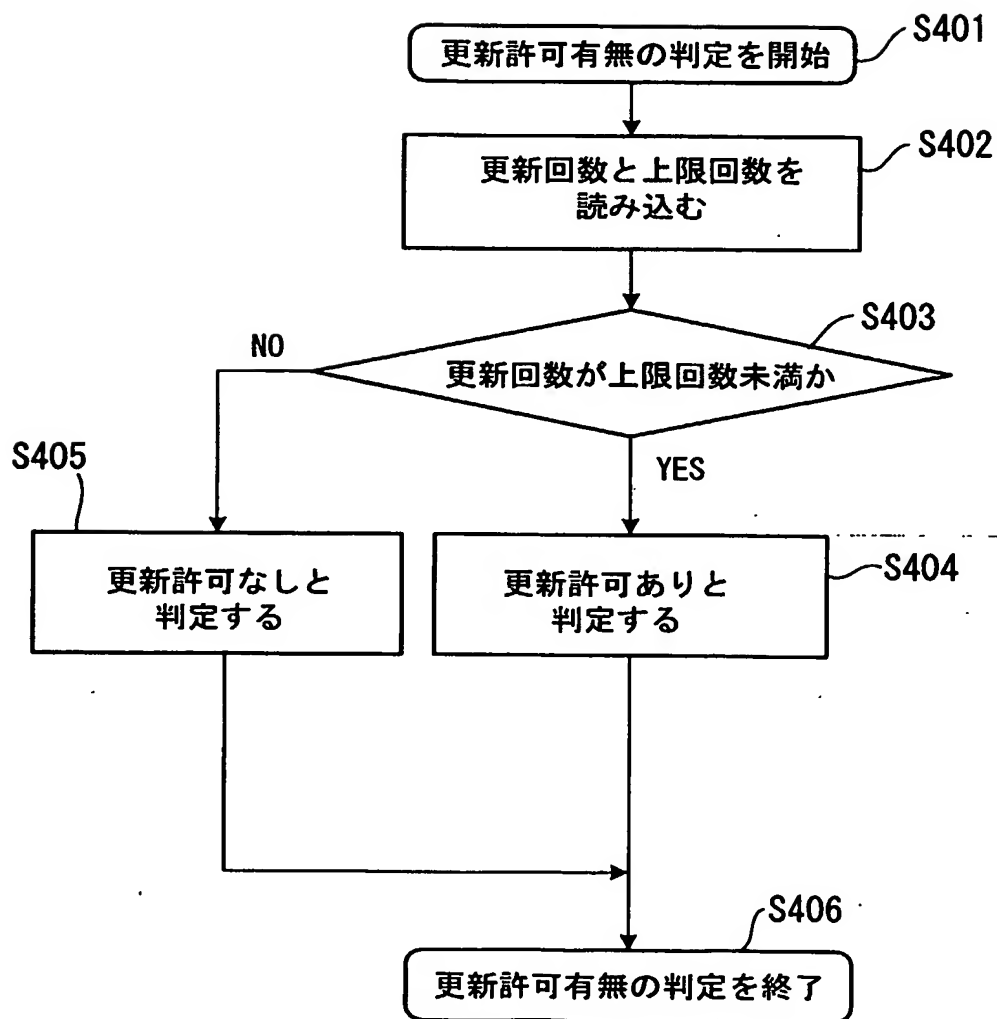 S401
更新許可有無の判定を開始
S402
更新回数と上限回数を
読み込む
S403
NO
更新回数が上限回数未満か
S405
YES
更新許可なしと
判定する
更新許可ありと
判定する
S404
S406
更新許可有無の判定を終了